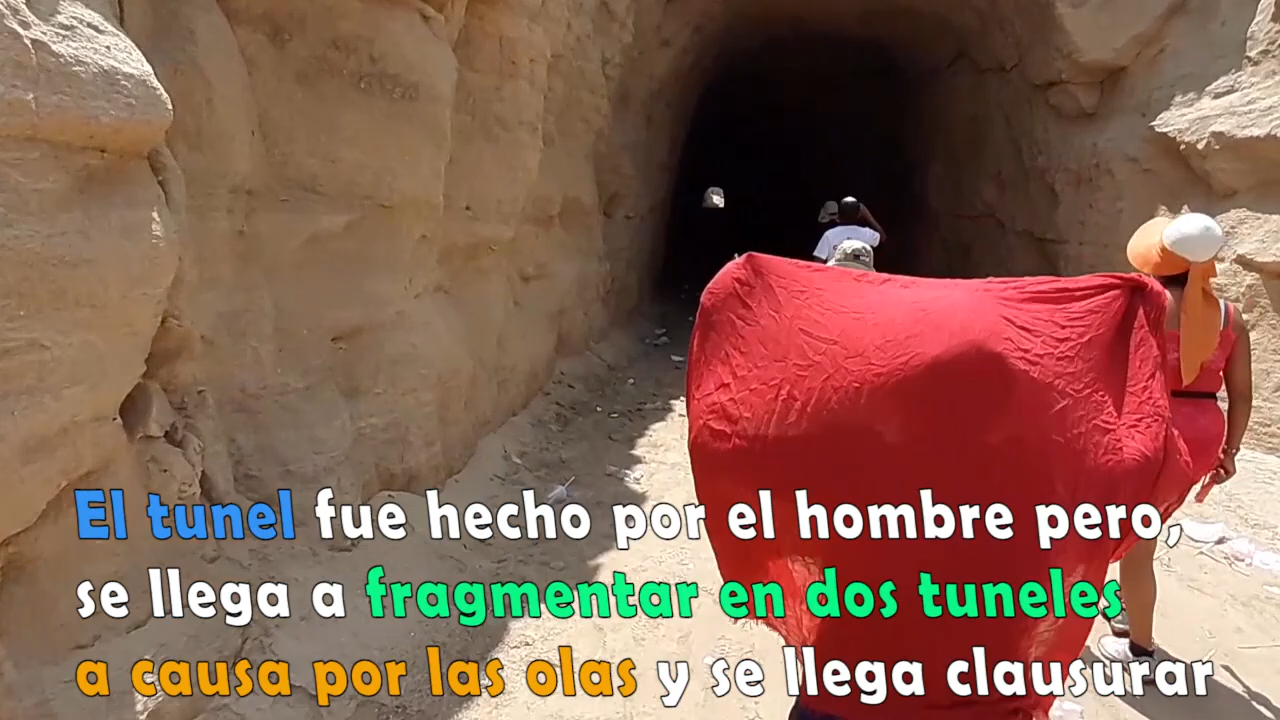 El tunel fue hecho por el hombre pero,
se llega a fragmentar en dos tuneles
a causa por las olas y se llega clausurar